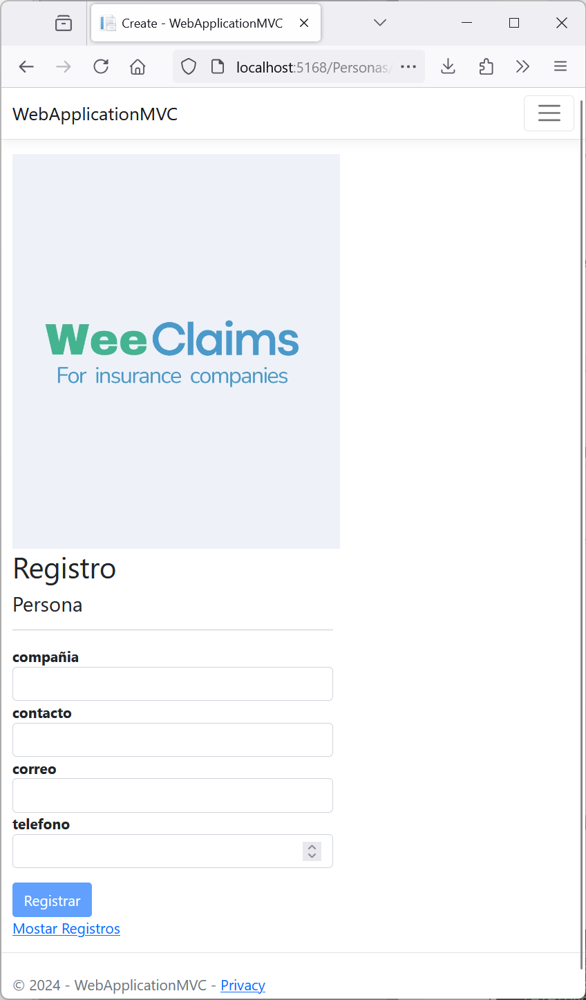 Create - WebApplicationMVC
localhost:5168/Personas/
WebApplicationMVC
WeeClaims
For insurance companies
Registro
Persona
compañia
contacto
correo
telefono
Registrar
Mostar Registros
© 2024 - WebApplicationMVC - Privacy